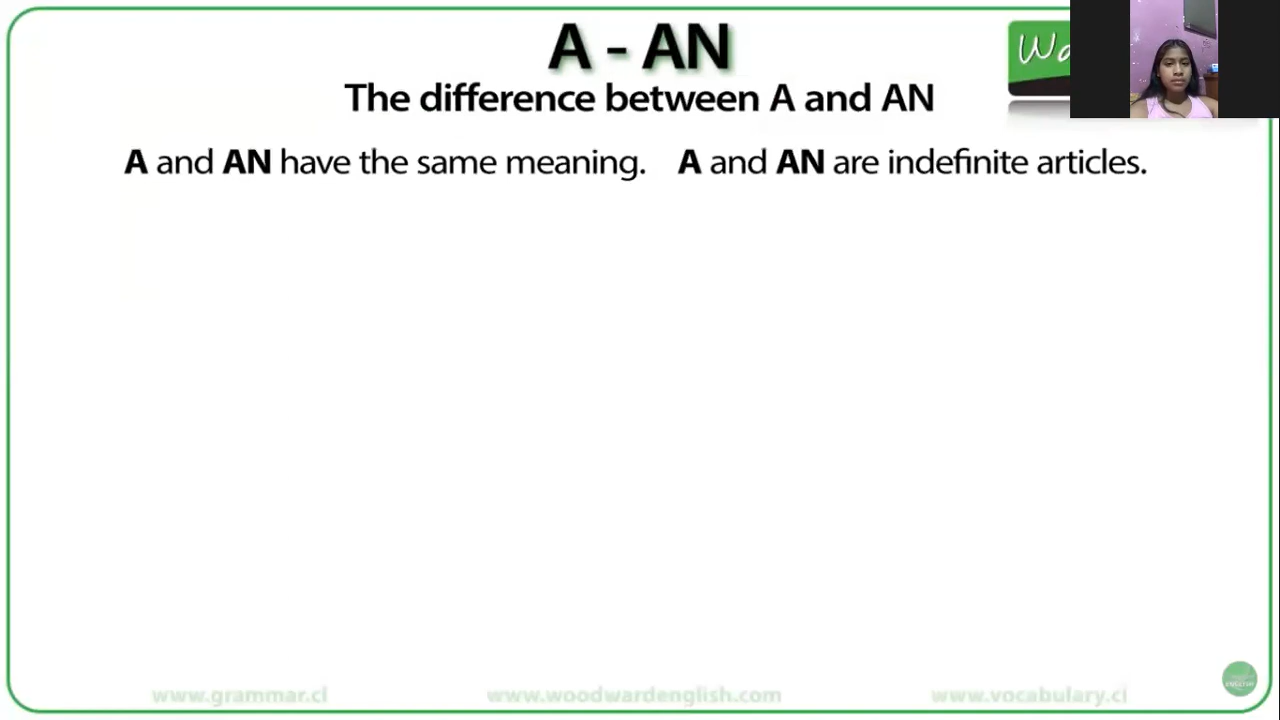 A - AN
The difference between A and AN
A and AN have the same meaning. A and AN are indefinite articles.
www.grammar.cl www.woodwardenglish.com www.vocabulary.cl